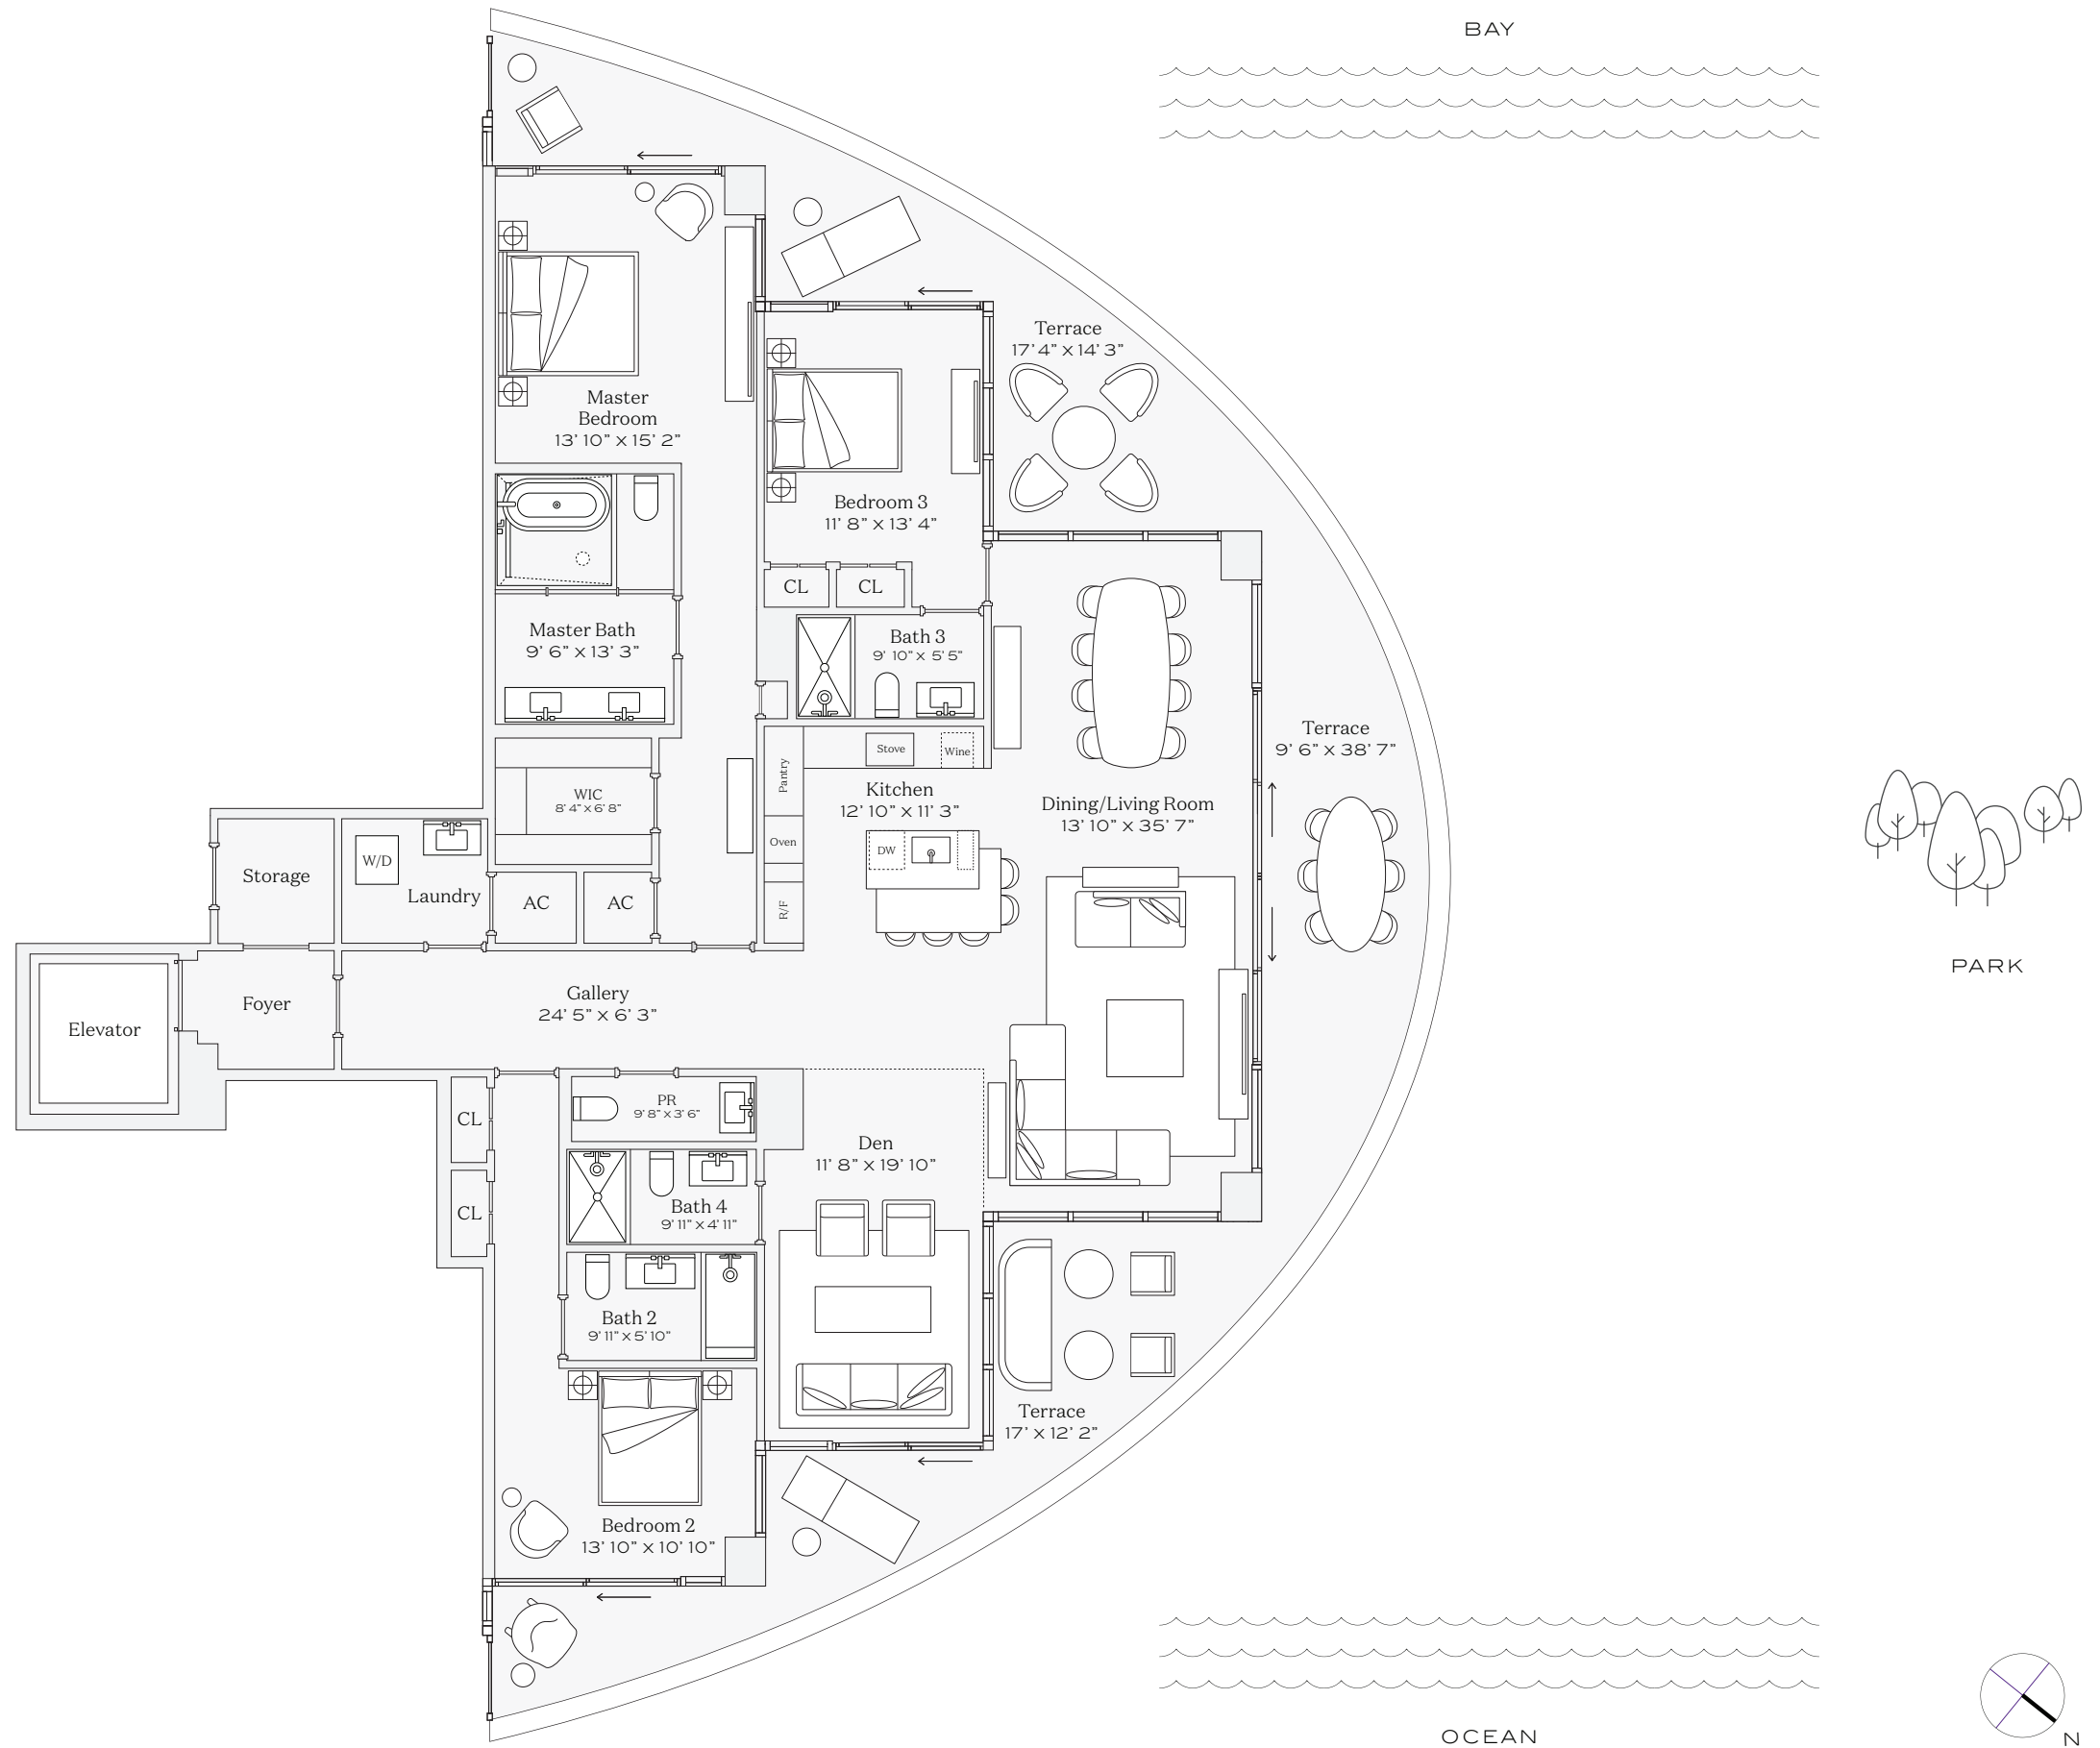 BAY
Terrace
17' 4" x 14' 3"
Master
Bedroom
13' 10" x 15' 2"
Bedroom 3
11' 8" x 13' 4"
CL
CL
Master Bath
9' 6" x 13' 3"
Bath 3
9' 10" x 5' 5"
Terrace
9' 6" x 38' 7"
Stove
Wine
Pantry
Kitchen
12' 10" x 11' 3"
WIC
8' 4" x 6' 8"
Dining/Living Room
13' 10" x 35' 7"
Oven
DW
W/D
Storage
Laundry
AC
AC
R/F
PARK
Gallery
24' 5" x 6' 3"
Foyer
Elevator
PR
9' 8" x 3' 6"
CL
Den
11' 8" x 19' 10"
Bath 4
9' 11" x 4' 11"
CL
Bath 2
9' 11" x 5' 10"
Terrace
17' x 12' 2"
Bedroom 2
13' 10" x 10' 10"
OCEAN
N